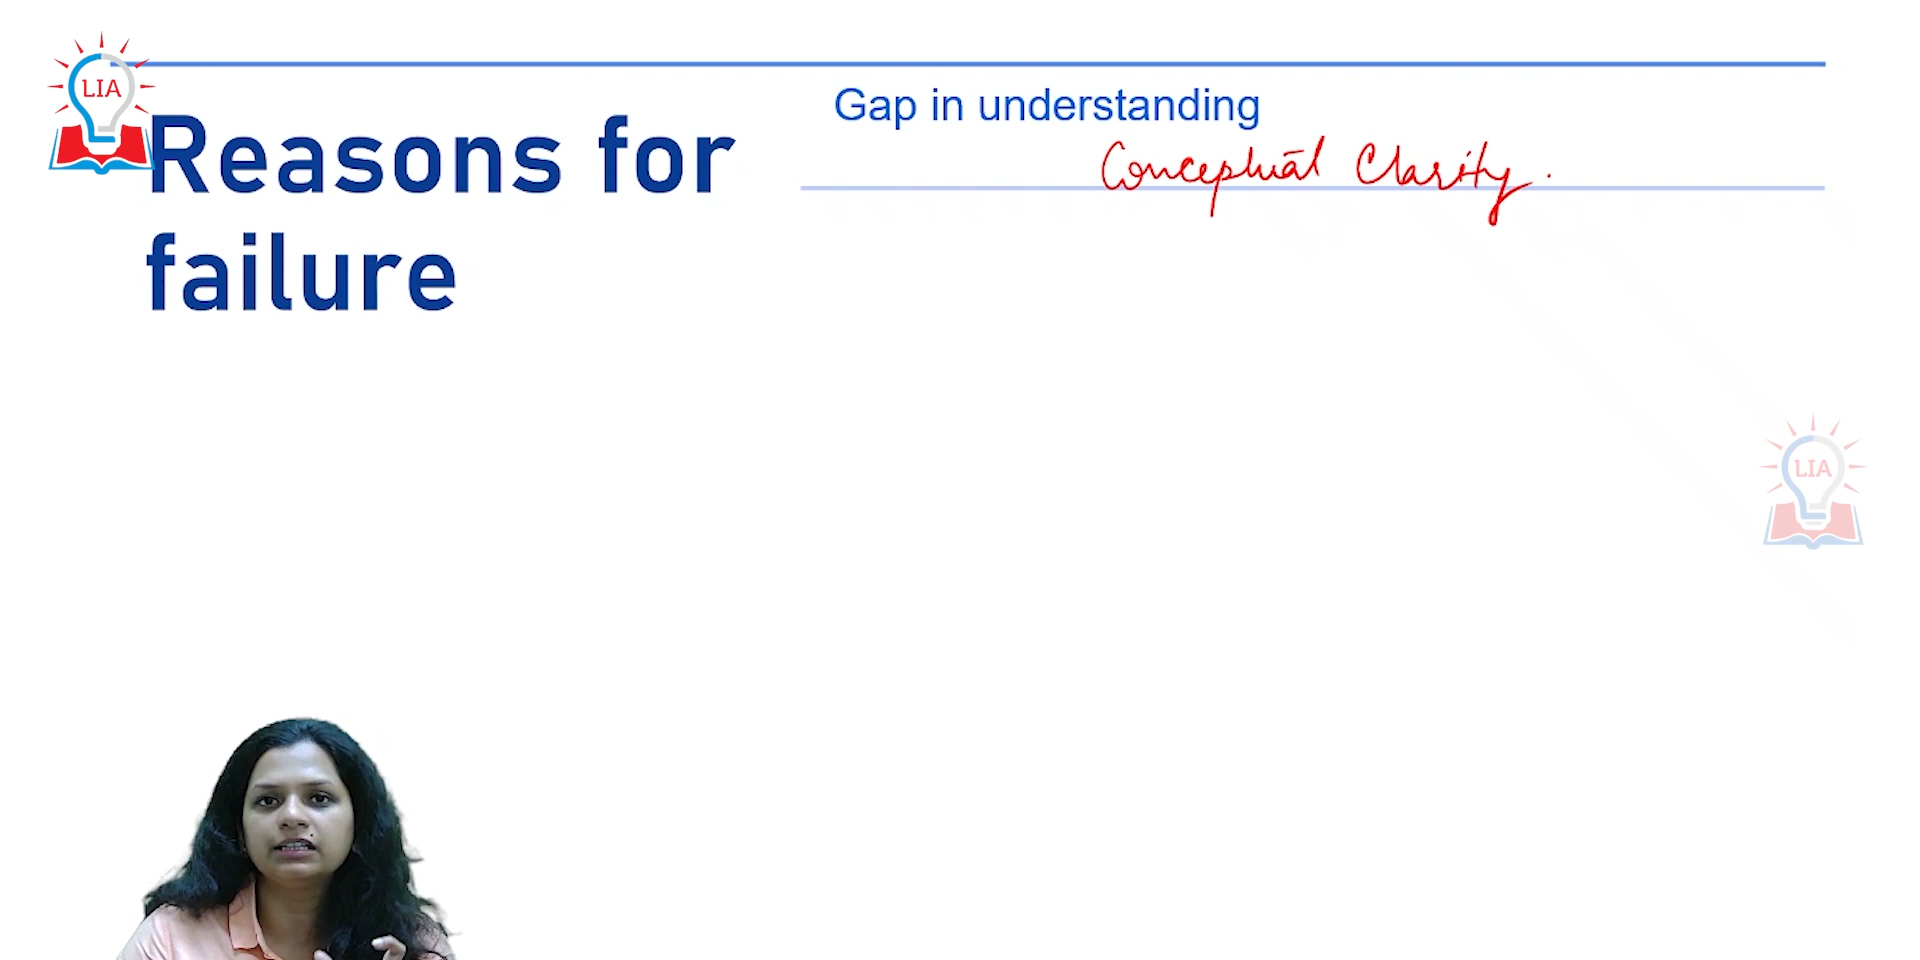 LIA
Reasons for
failure
Gap in understanding
Conceptual Clarity.
LIA